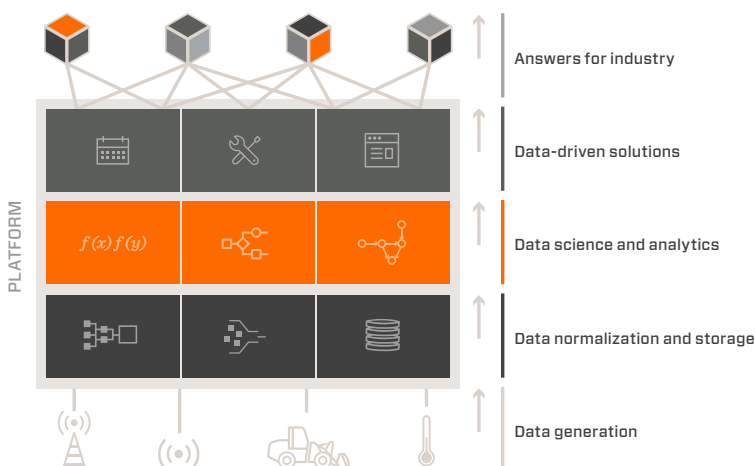 Answers for industry
Data-driven solutions
PLATFORM
f(x)f(y)
Data science and analytics
Data normalization and storage
Data generation